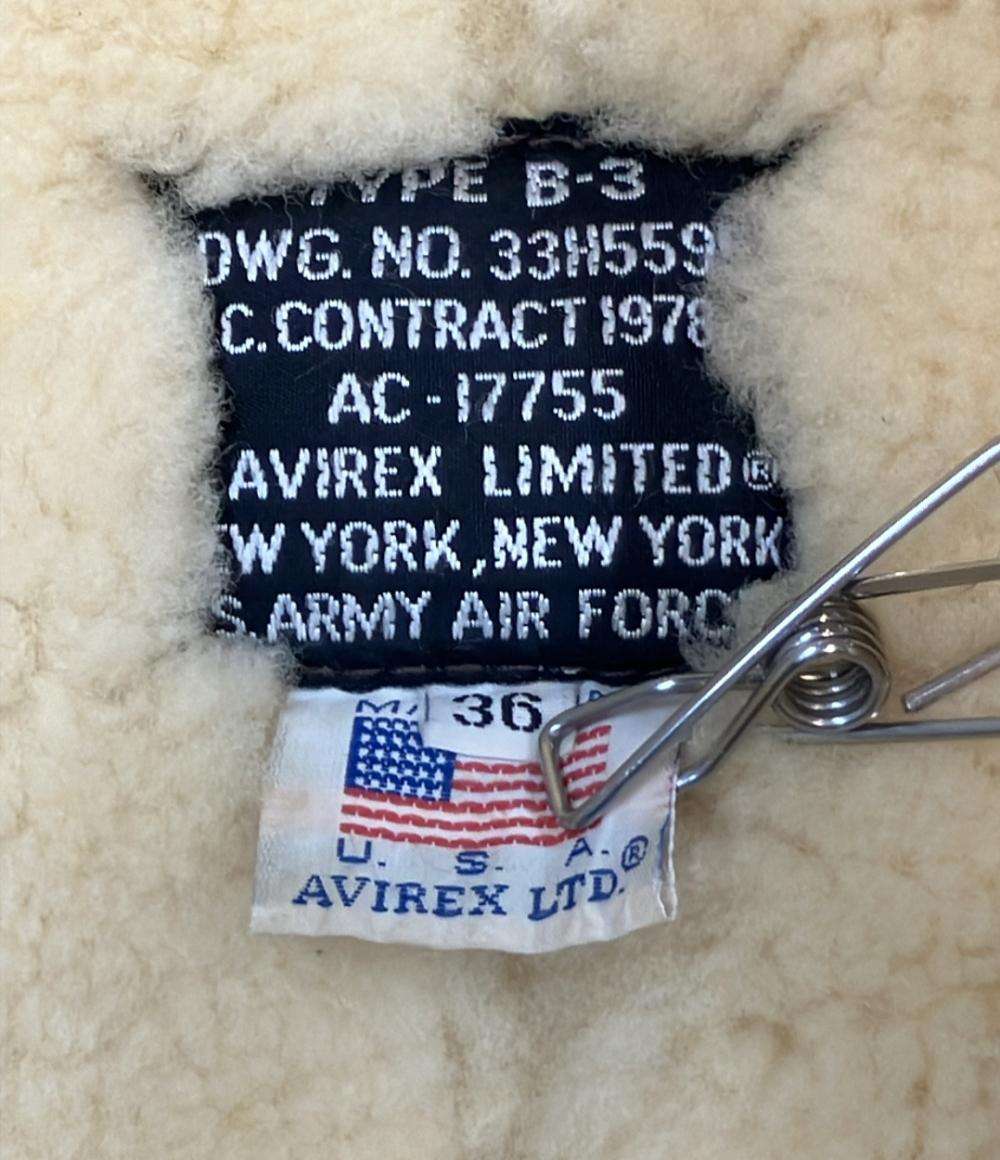 TYPE B-3
DWG. NO. 33H559
C. CONTRACT 1978
AC-17755
AVIREX LIMITED®
W YORK, NEW YORK
S. ARMY AIR FORC
36
U. S. A.
AVIREX LTD.®